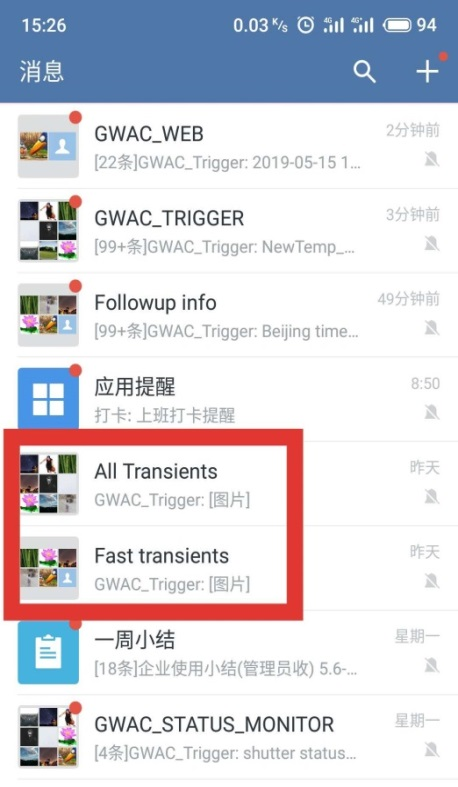 15:26 0.03 K/s 4G 4G 94
消息
GWAC_WEB 2分钟前
[22条]GWAC_Trigger: 2019-05-15 1...
GWAC_TRIGGER 3分钟前
[99+条]GWAC_Trigger: NewTemp_...
Followup info 49分钟前
[99+条]GWAC_Trigger: Beijing time...
应用提醒 8:50
打卡: 上班打卡提醒
All Transients 昨天
GWAC_Trigger: [图片]
Fast transients 昨天
GWAC_Trigger: [图片]
一周小结 星期一
[18条]企业使用小结(管理员收) 5.6-...
GWAC_STATUS_MONITOR 星期一
[4条]GWAC_Trigger: shutter status...